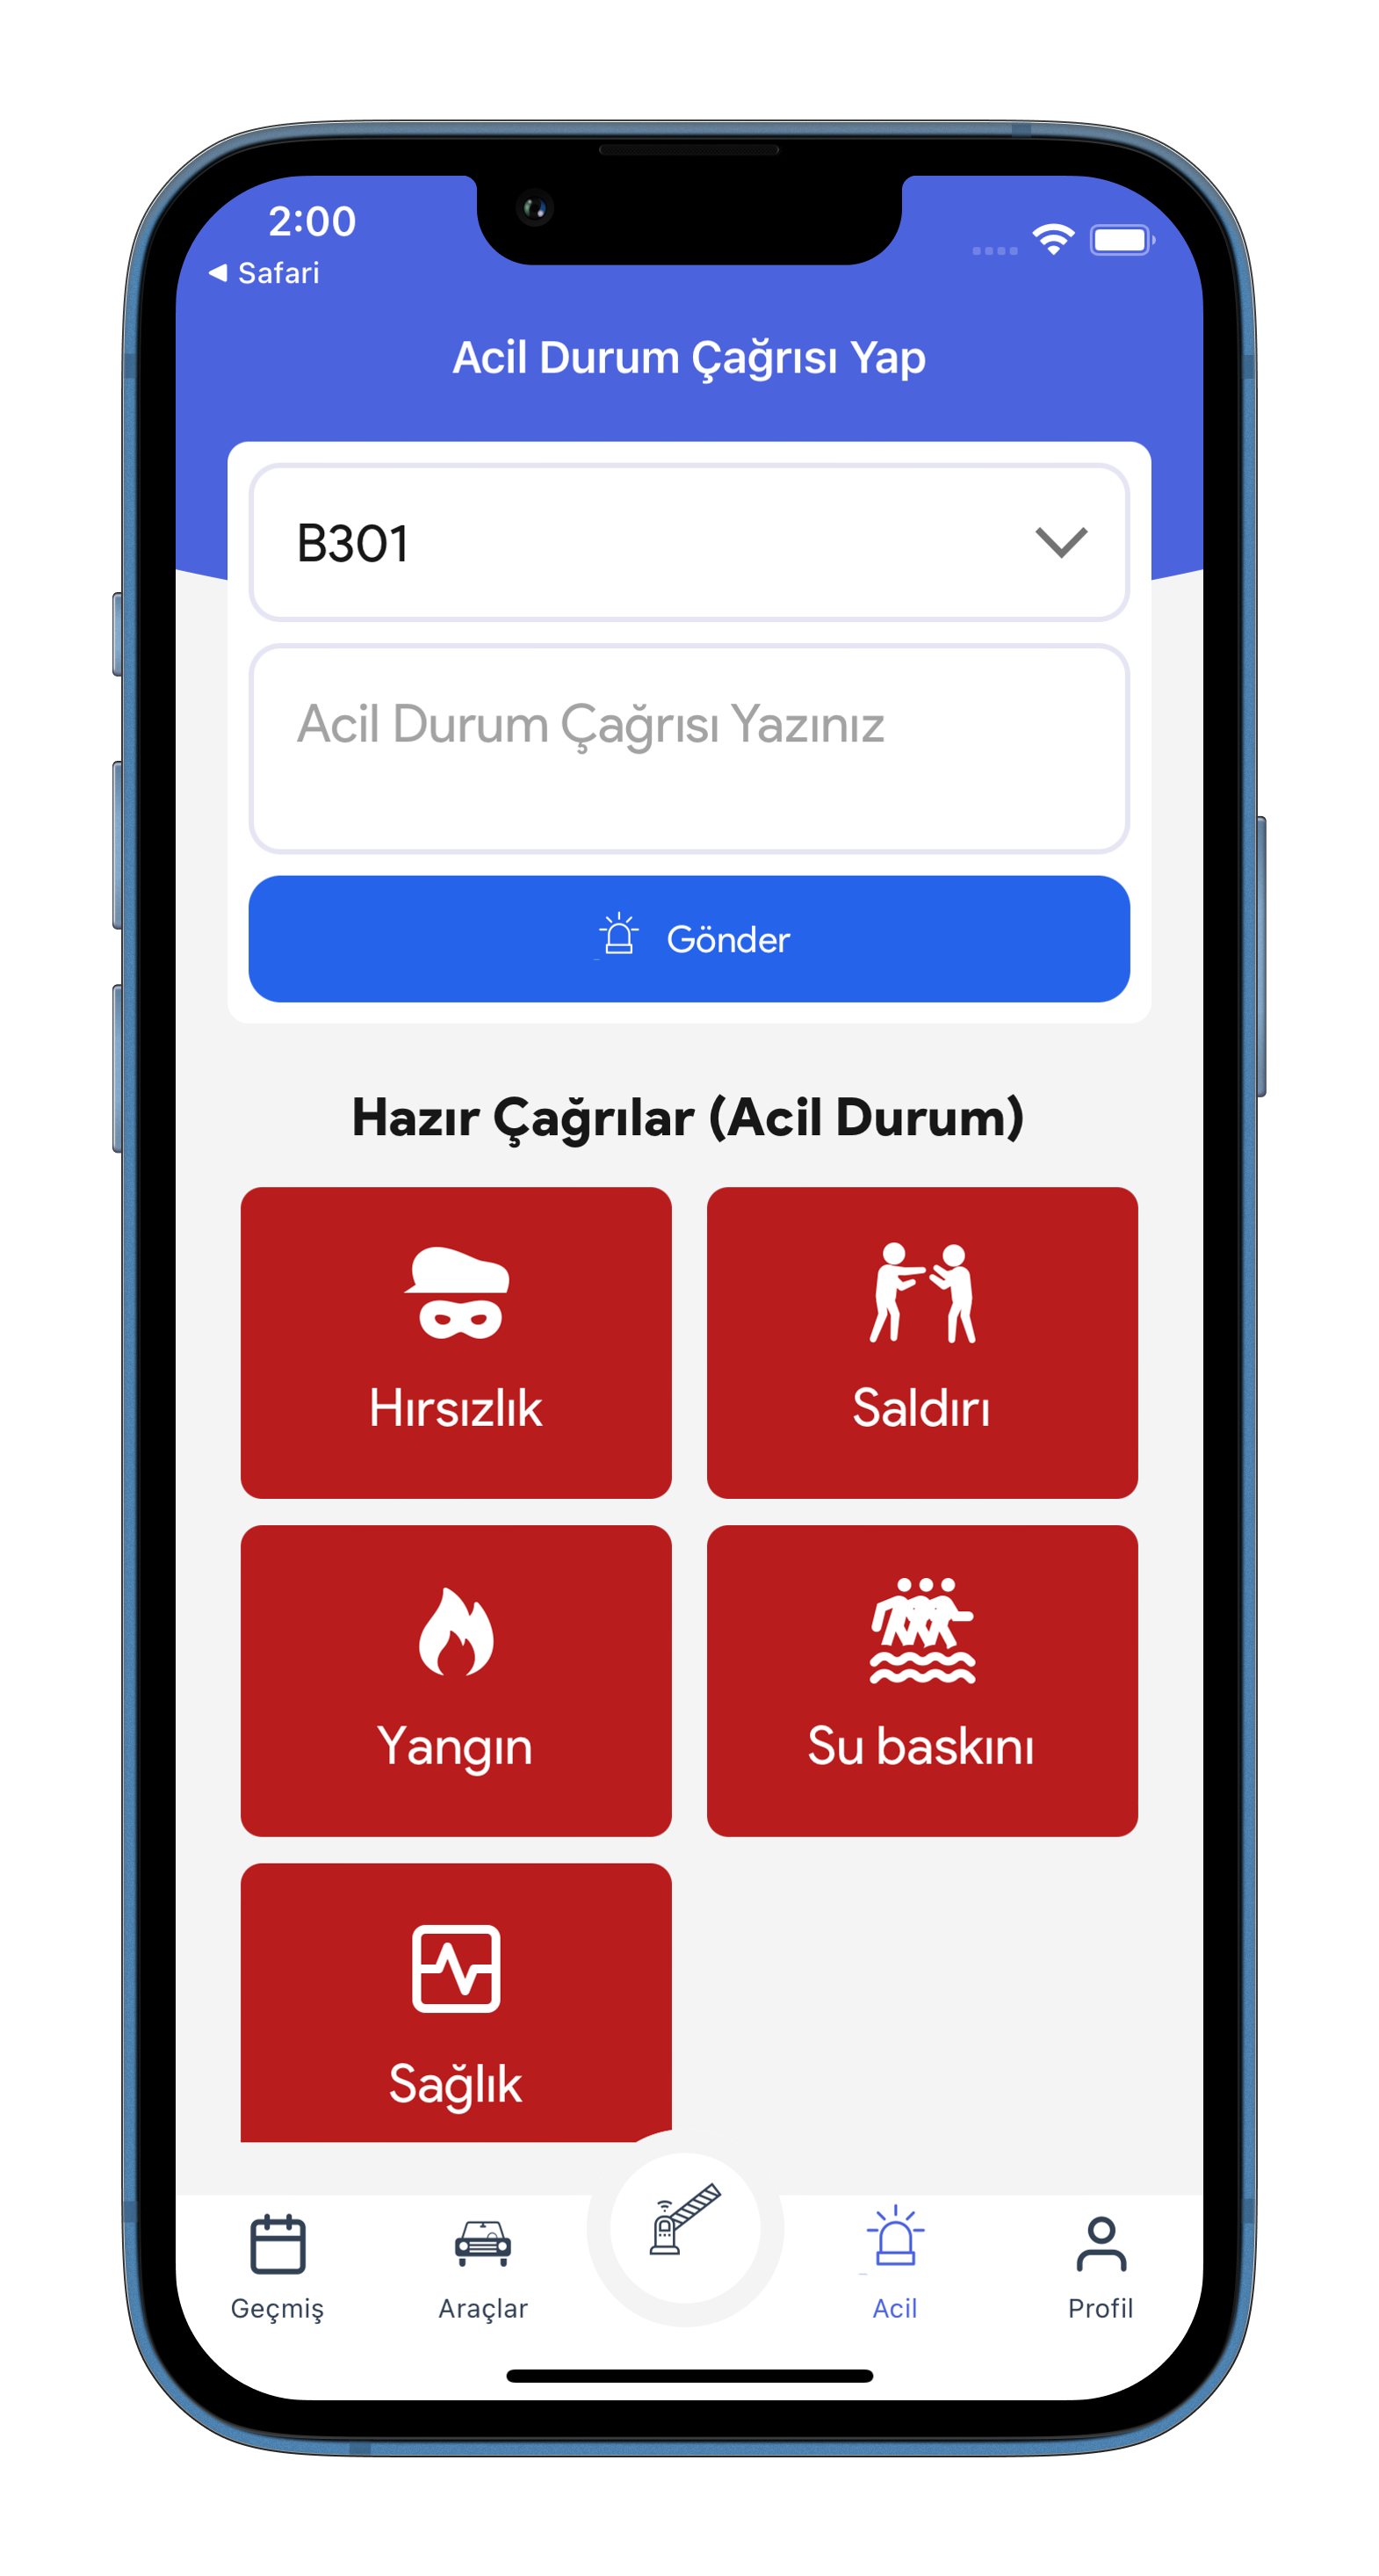 2:00
Safari
Acil Durum Çağrısı Yap
B301
Acil Durum Çağrısı Yazınız
Gönder
Hazır Çağrılar (Acil Durum)
Hırsızlık
Saldırı
Yangın
Su baskını
Sağlık
Geçmiş
Araçlar
Acil
Profil